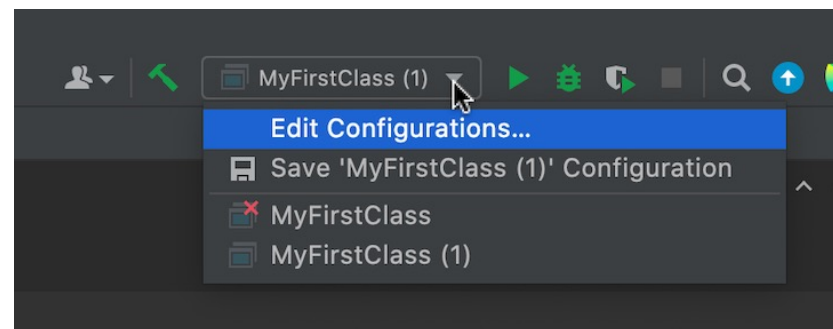 MyFirstClass (1)
Edit Configurations...
Save 'MyFirstClass (1)' Configuration
MyFirstClass
MyFirstClass (1)